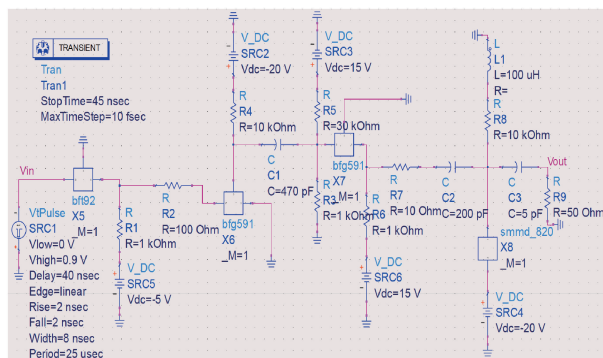 TRANSIENT
Tran
Tran1
StopTime=45 nsec
MaxTimeStep=10 fsec
V_DC
SRC2
Vdc=-20 V
V_DC
SRC3
Vdc=15 V
L
L1
L=100 uH
R=
R
R4
R=10 kOhm
R
R5
R=30 kOhm
R
R8
R=10 kOhm
C
C1
C=470 pF
bfg591
X7
_M=1
Vin
bft92
X5
_M=1
R
R2
R=100 Ohm
R
R1
R=1 kOhm
bfg591
X6
_M=1
R
R3
R=1 kOhm
R
R6
R=1 kOhm
R
R7
R=10 Ohm
C
C2
C=200 pF
C
C3
C=5 pF
Vout
R
R9
R=50 Ohm
smmd_820
X8
_M=1
VtPulse
SRC1
Vlow=0 V
Vhigh=0.9 V
Delay=40 nsec
Edge=linear
Rise=2 nsec
Fall=2 nsec
Width=8 nsec
Period=25 usec
V_DC
SRC5
Vdc=-5 V
V_DC
SRC6
Vdc=15 V
V_DC
SRC4
Vdc=-20 V